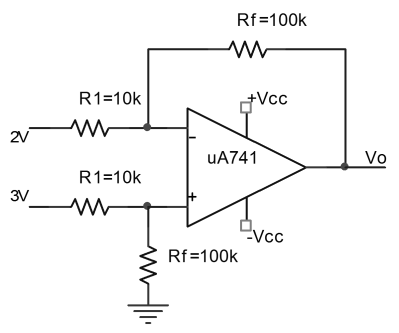 Rf=100k
R1=10k
+Vcc
2V
-
uA741
Vo
R1=10k
3V
+
-Vcc
Rf=100k